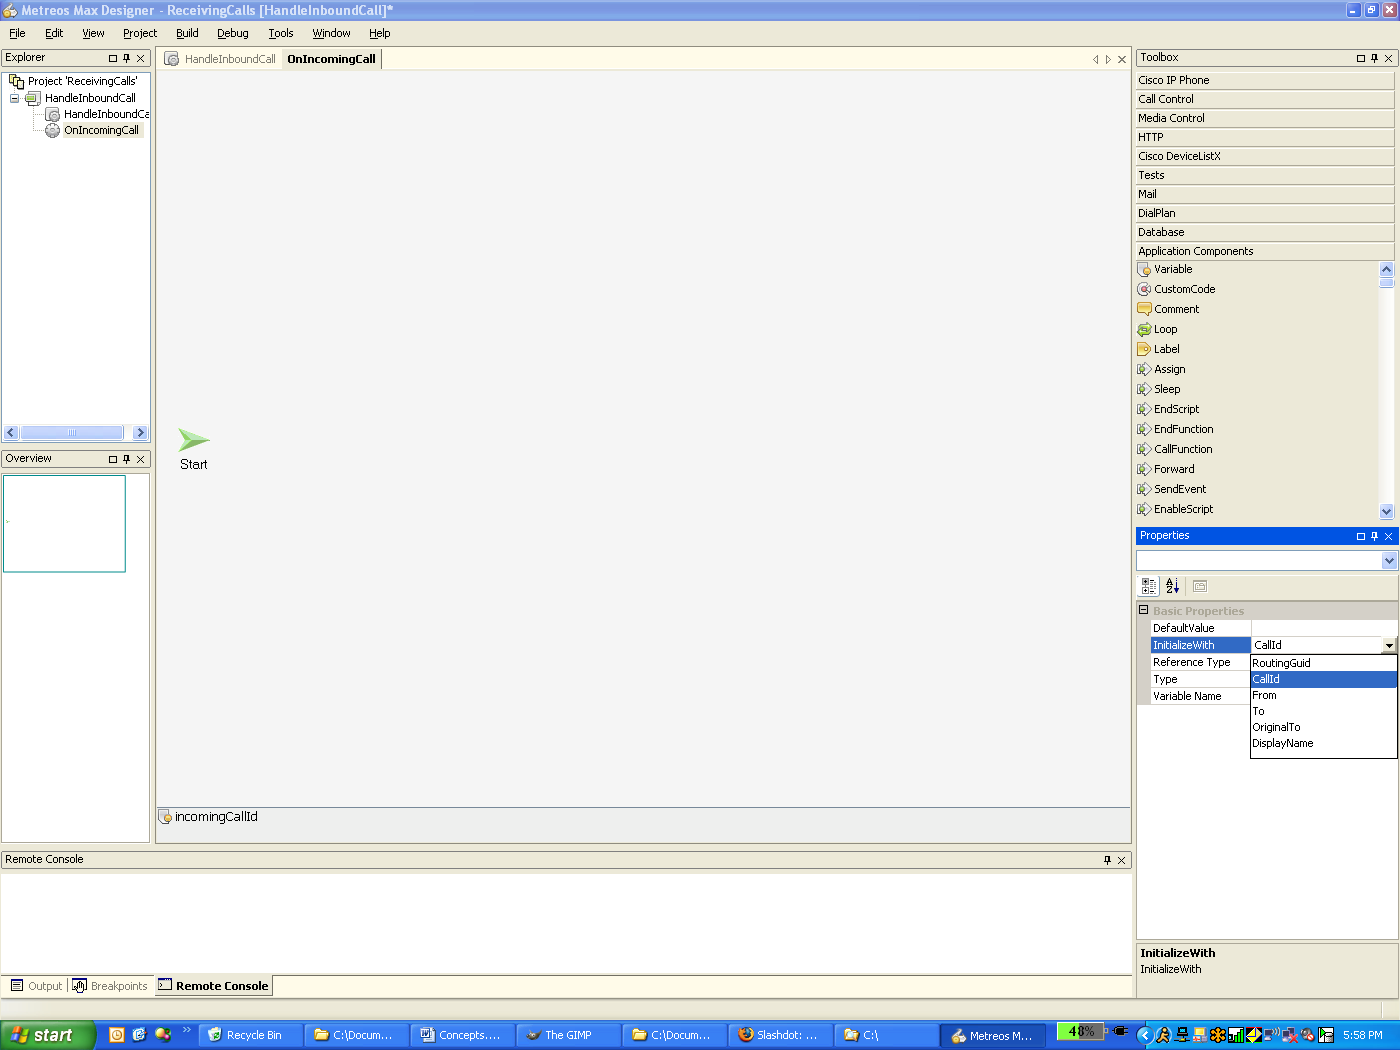 Metreos Max Designer - ReceivingCalls [HandleInboundCall]*
File Edit View Project Build Debug Tools Window Help
Explorer
Project 'ReceivingCalls'
HandleInboundCall
HandleInboundCa
OnIncomingCall
Overview
HandleInboundCall OnIncomingCall
Start
incomingCallId
Toolbox
Cisco IP Phone
Call Control
Media Control
HTTP
Cisco DeviceListX
Tests
Mail
DialPlan
Database
Application Components
Variable
CustomCode
Comment
Loop
Label
Assign
Sleep
EndScript
EndFunction
CallFunction
Forward
SendEvent
EnableScript
Properties
Basic Properties
DefaultValue
InitializeWith CallId
Reference Type
Type
Variable Name
RoutingGuid
CallId
From
To
OriginalTo
DisplayName
InitializeWith
InitializeWith
Remote Console
Output Breakpoints Remote Console
start Recycle Bin C:\Docum... Concepts.... The GIMP C:\Docum... Slashdot: ... C:\ Metreos M... 48% 5:58 PM